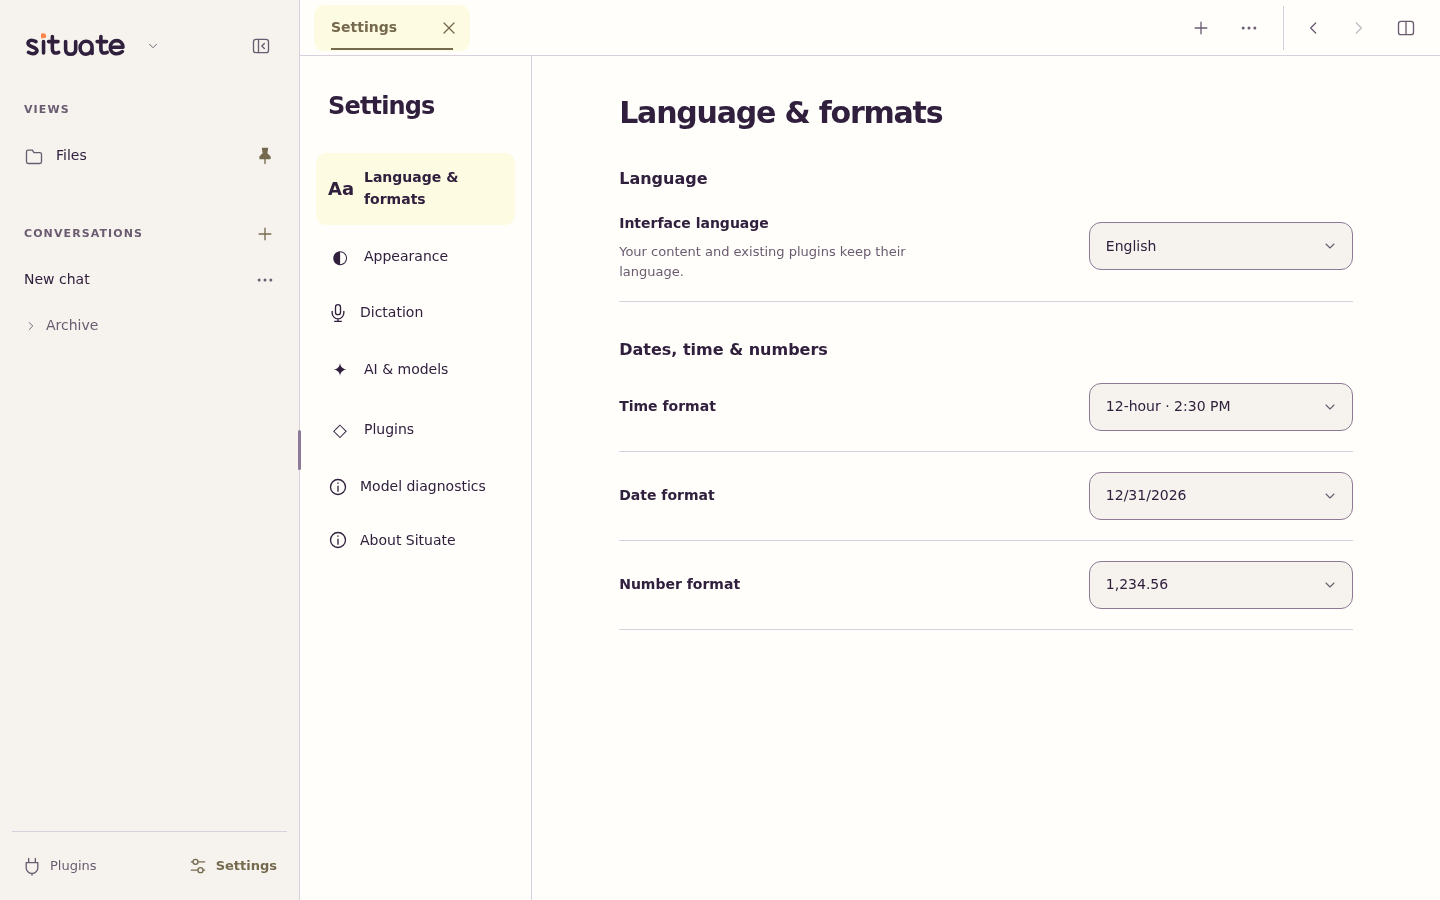 situate
VIEWS
Files
CONVERSATIONS
New chat
Archive
Plugins
Settings
Settings
Settings
Aa
Language &
formats
Appearance
Dictation
AI & models
Plugins
Model diagnostics
About Situate
Language & formats
Language
Interface language
Your content and existing plugins keep their
language.
English
Dates, time & numbers
Time format
12-hour · 2:30 PM
Date format
12/31/2026
Number format
1,234.56